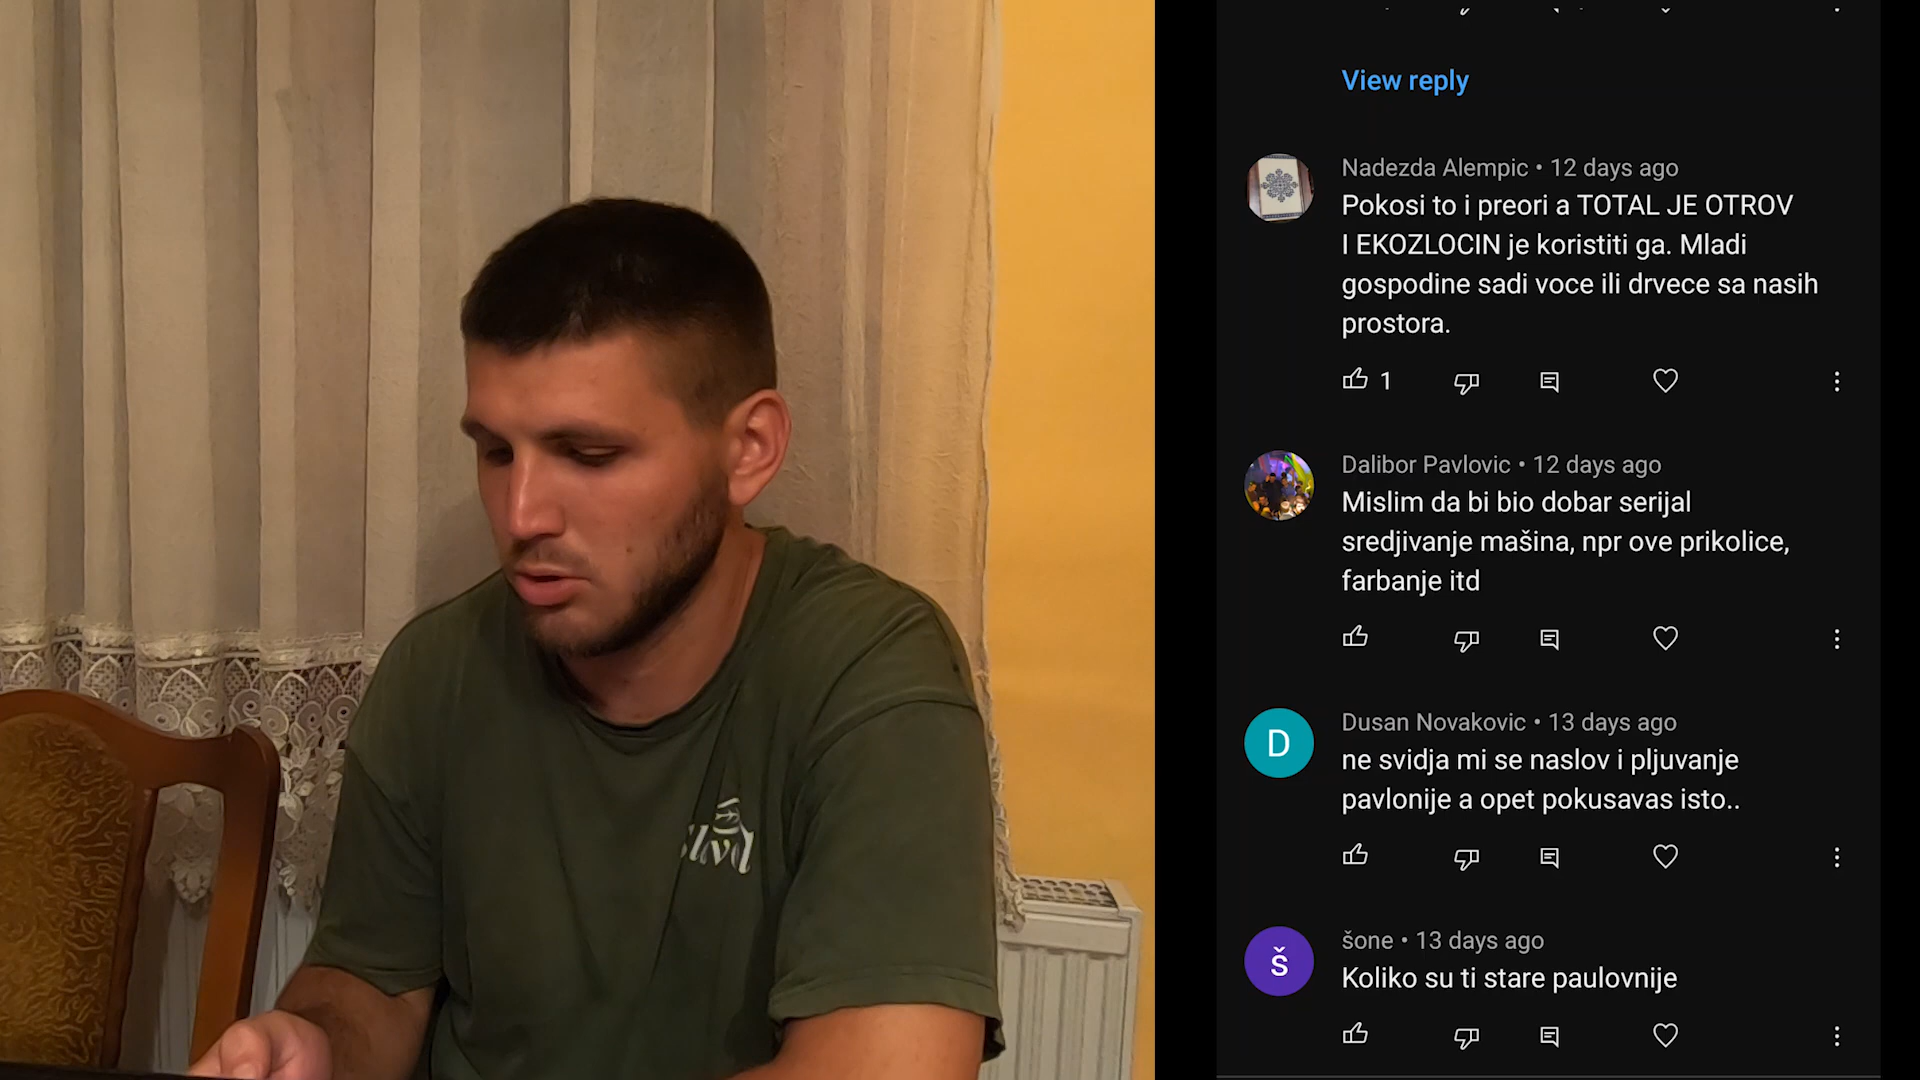 View reply
Nadezda Alempic • 12 days ago
Pokosi to i preori a TOTAL JE OTROV
I EKOZLOCIN je koristiti ga. Mladi
gospodine sadi voce ili drvece sa nasih
prostora.
1
Dalibor Pavlovic • 12 days ago
Mislim da bi bio dobar serijal
sredjivanje mašina, npr ove prikolice,
farbanje itd
D
Dusan Novakovic • 13 days ago
ne svidja mi se naslov i pljuvanje
pavlonije a opet pokusavas isto..
š
šone • 13 days ago
Koliko su ti stare paulovnije